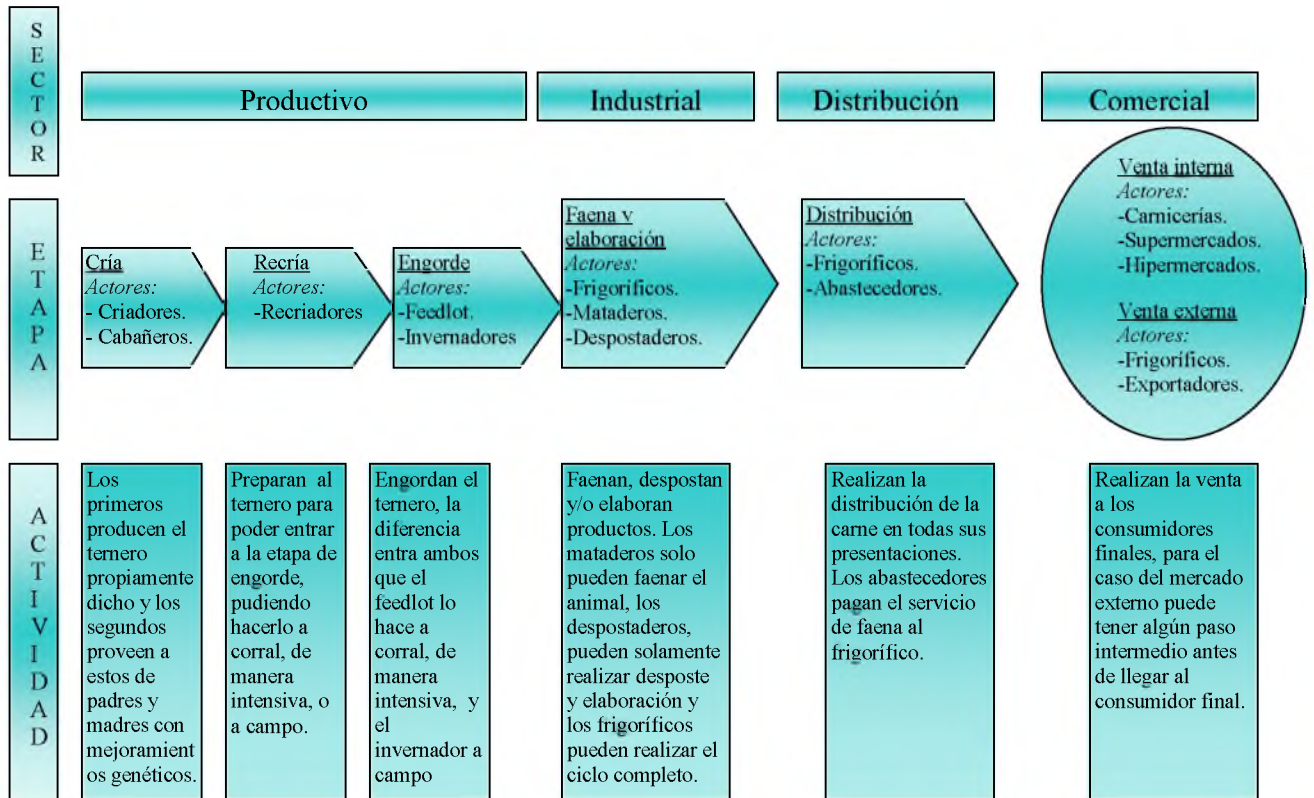 SECTOR
Productivo
Industrial
Distribución
Comercial
ETAPA
Cría
Actores:
- Criadores.
- Cabañeros.
Recría
Actores:
-Recriadores
Engorde
Actores:
-Feedlot.
-Invernadores
Faena y
elaboración
Actores:
-Frigoríficos.
-Mataderos.
-Despostaderos.
Distribución
Actores:
-Frigoríficos.
-Abastecedores.
Venta interna
Actores:
-Carnicerías.
-Supermercados.
-Hipermercados.
Venta externa
Actores:
-Frigoríficos.
-Exportadores.
ACTIVIDAD
Los
primeros
producen el
ternero
propiamente
dicho y los
segundos
proveen a
estos de
padres y
madres con
mejoramient
os genéticos.
Preparan al
ternero para
poder entrar
a la etapa de
engorde,
pudiendo
hacerlo a
corral, de
manera
intensiva, o
a campo.
Engordan el
ternero, la
diferencia
entra ambos
que el
feedlot lo
hace a
corral, de
manera
intensiva, y
el
invernador a
campo
Faenan, despostan
y/o elaboran
productos. Los
mataderos solo
pueden faenar el
animal, los
despostaderos,
pueden solamente
realizar desposte
y elaboración y
los frigoríficos
pueden realizar el
ciclo completo.
Realizan la
distribución de la
carne en todas sus
presentaciones.
Los abastecedores
pagan el servicio
de faena al
frigorífico.
Realizan la venta
a los
consumidores
finales, para el
caso del mercado
externo puede
tener algún paso
intermedio antes
de llegar al
consumidor final.